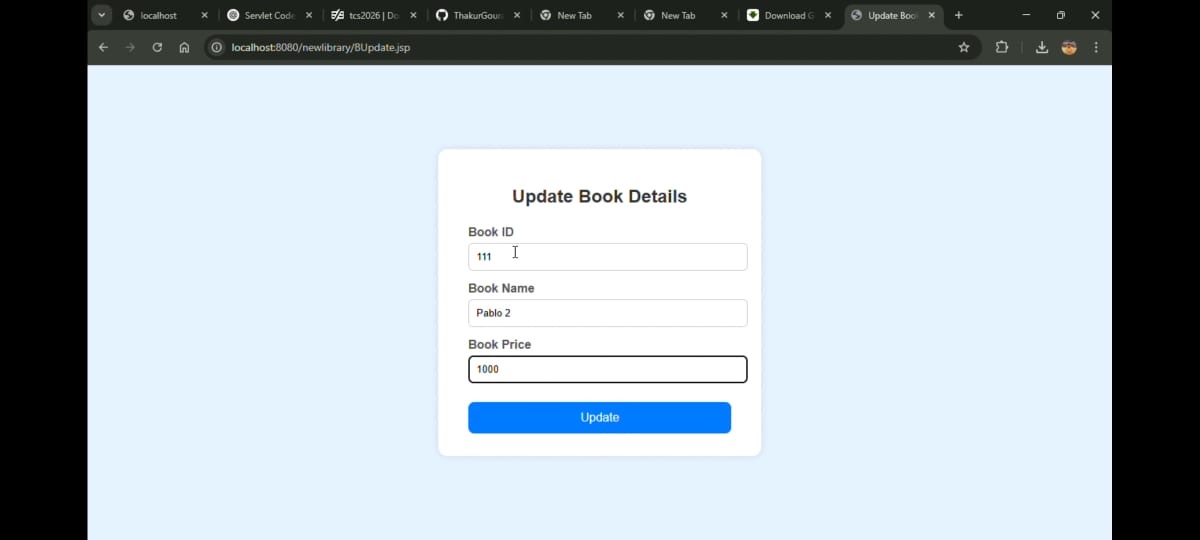 localhost
Servlet Code
tcs2026 | Do
ThakurGour
New Tab
New Tab
Download G
Update Boo
localhost:8080/newlibrary/BUpdate.jsp
Update Book Details
Book ID
111
Book Name
Pablo 2
Book Price
1000
Update